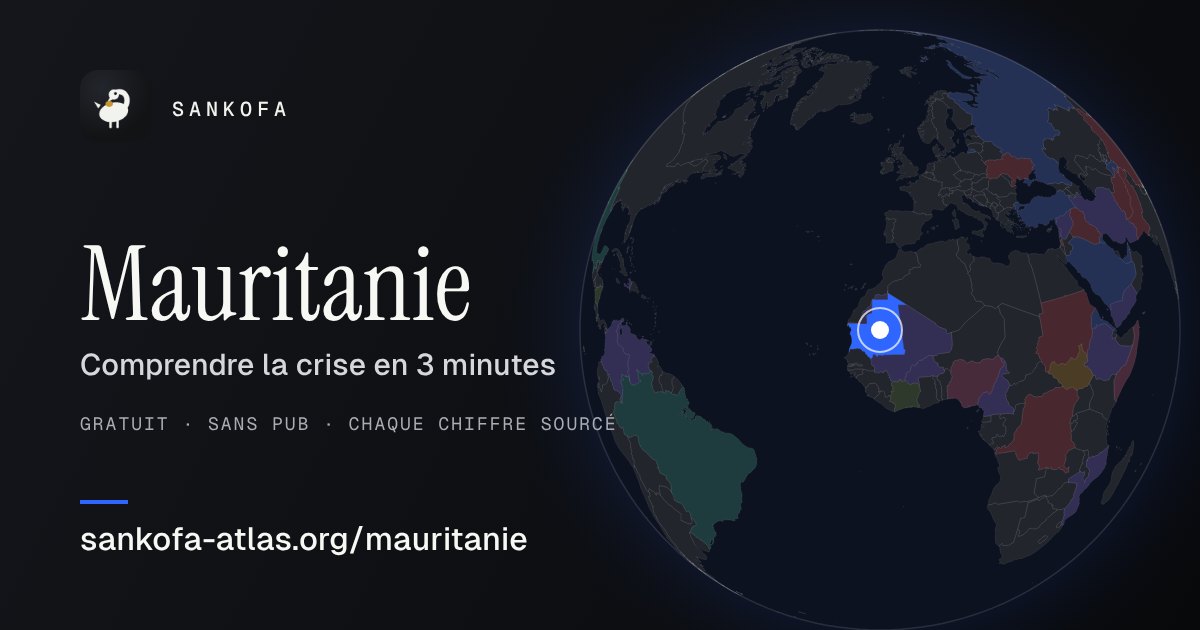 SANKOFA
Mauritanie
Comprendre la crise en 3 minutes
GRATUIT · SANS PUB · CHAQUE CHIFFRE SOURCÉ
sankofa-atlas.org/mauritanie